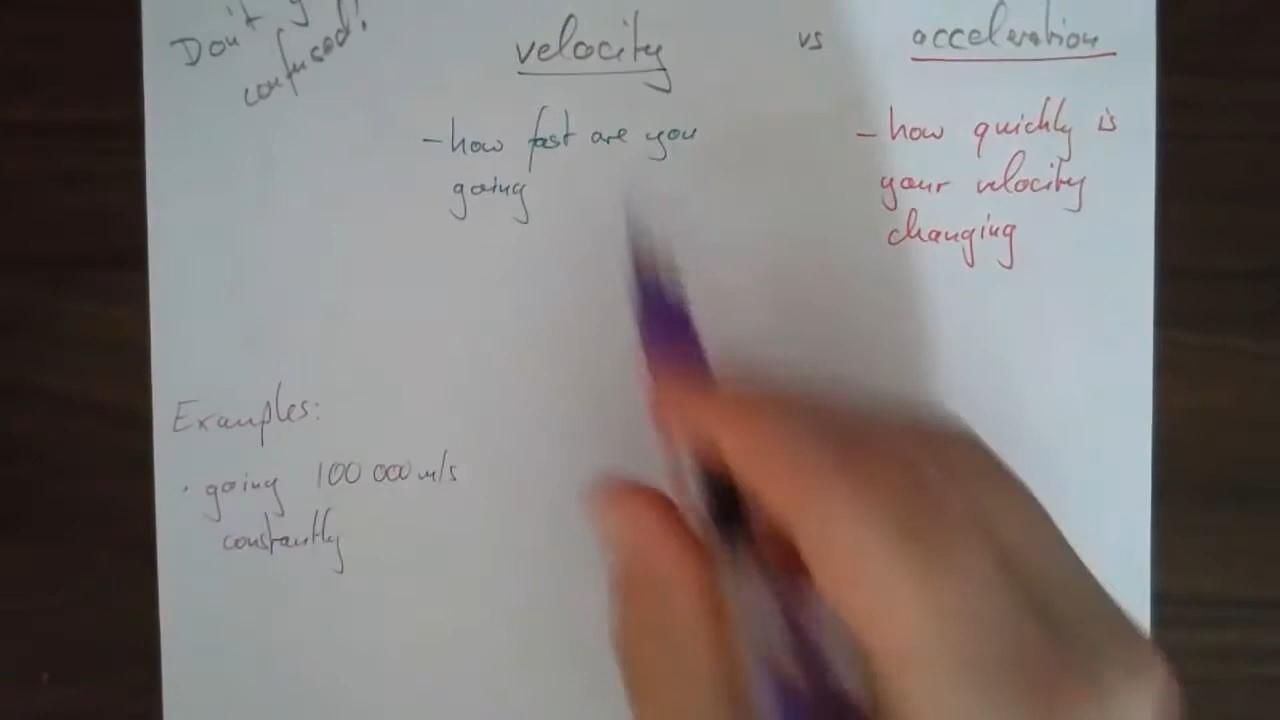 Don't
confused!
velocity vs acceleration
- how fast are you
going
- how quickly is
your velocity
changing
Examples:
· going 100 000 m/s
constantly